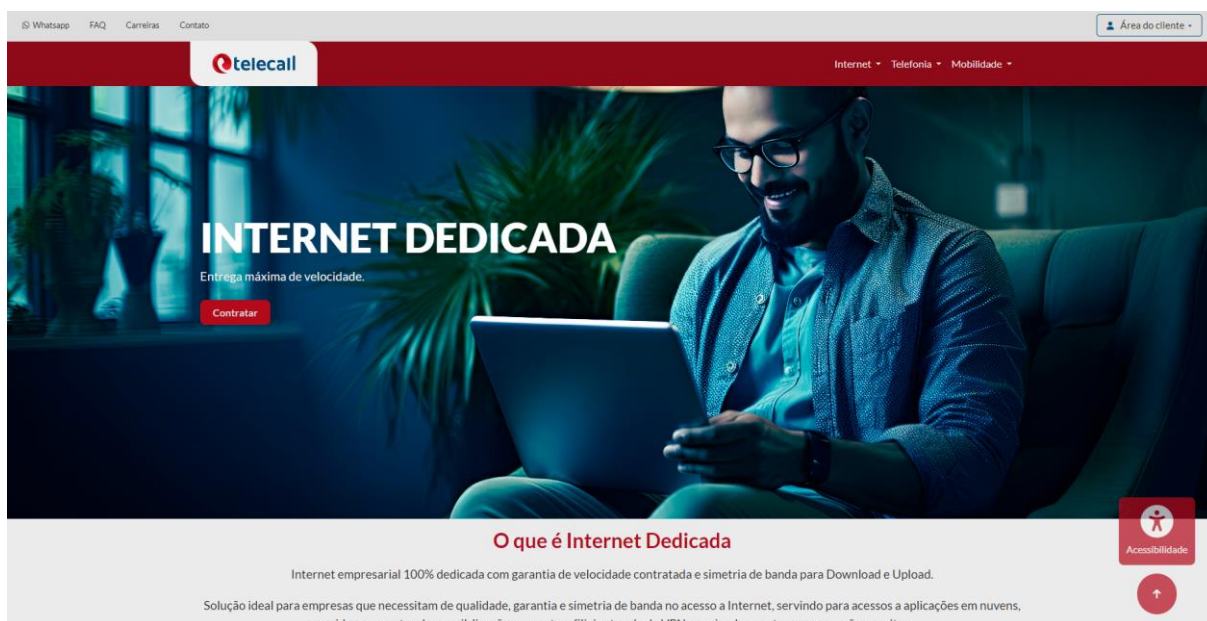 Whatsapp FAQ Carreiras Contato Área do cliente
telecall Internet Telefonia Mobilidade
INTERNET DEDICADA
Entrega máxima de velocidade.
Contratar
O que é Internet Dedicada
Acessibilidade
Internet empresarial 100% dedicada com garantia de velocidade contratada e simetria de banda para Download e Upload.
Solução ideal para empresas que necessitam de qualidade, garantia e simetria de banda no acesso a Internet, servindo para acessos a aplicações em nuvens,